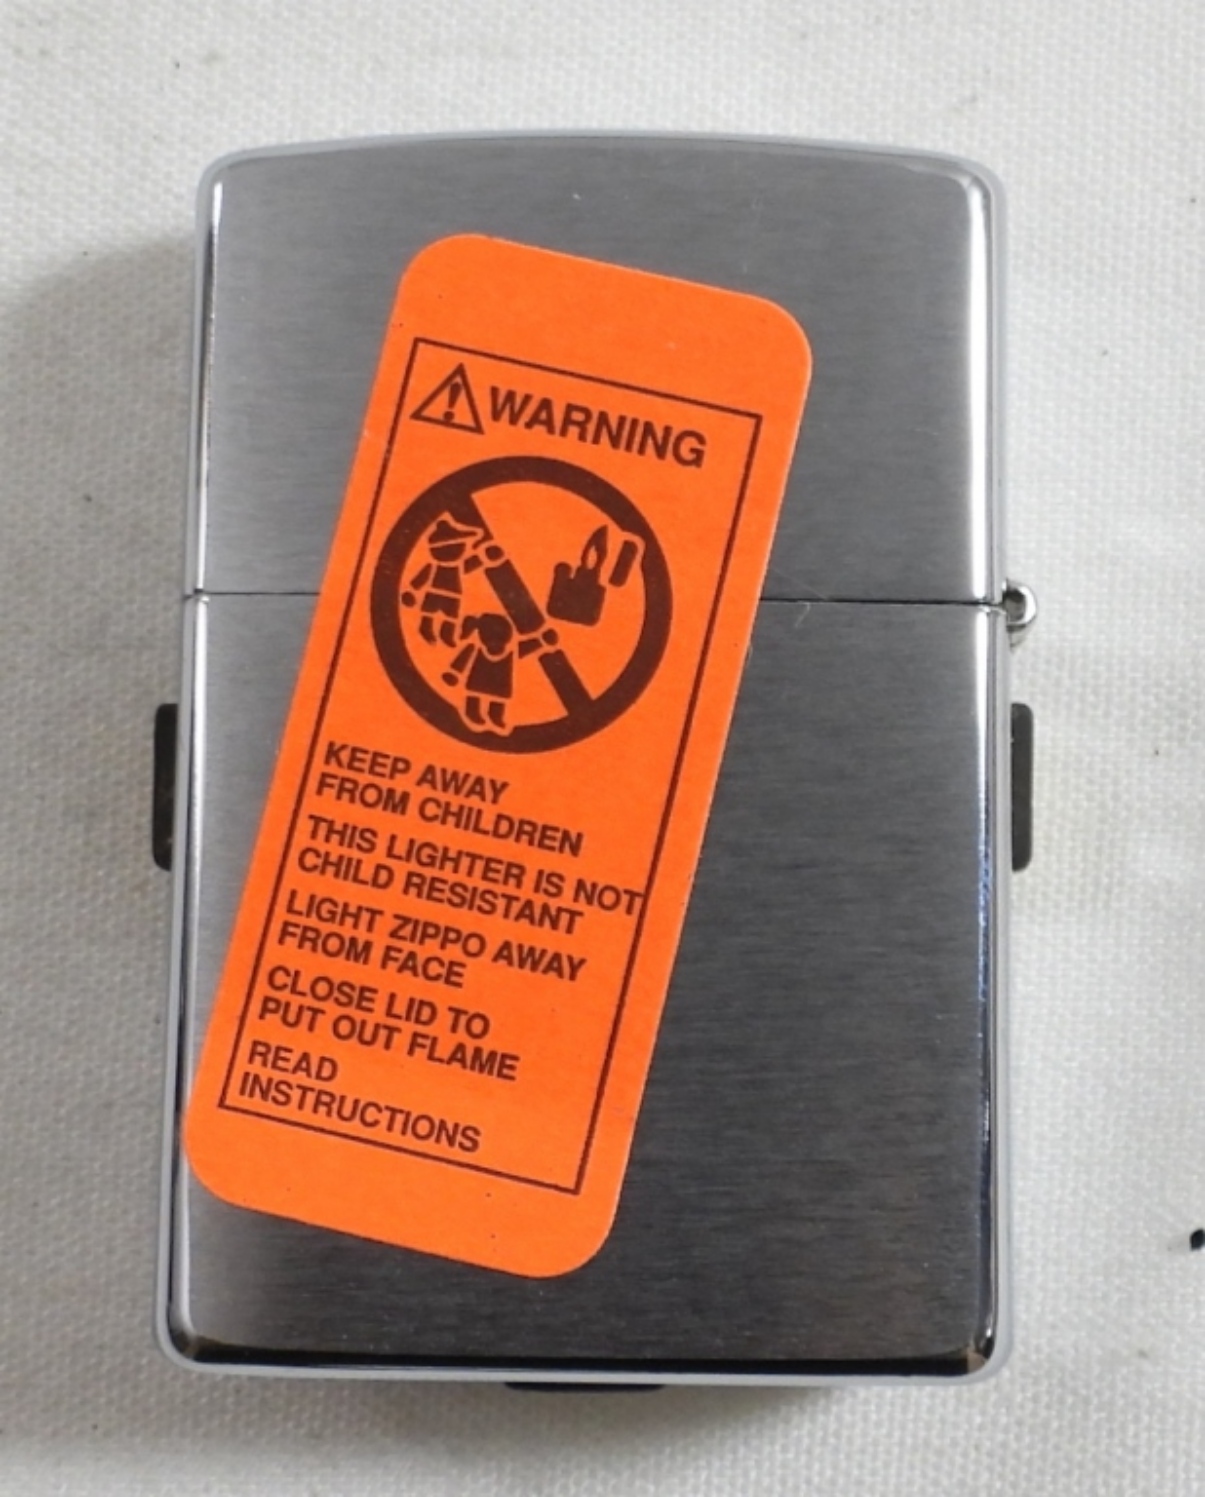 WARNING
KEEP AWAY
FROM CHILDREN
THIS LIGHTER IS NOT
CHILD RESISTANT
LIGHT ZIPPO AWAY
FROM FACE
CLOSE LID TO
PUT OUT FLAME
READ
INSTRUCTIONS